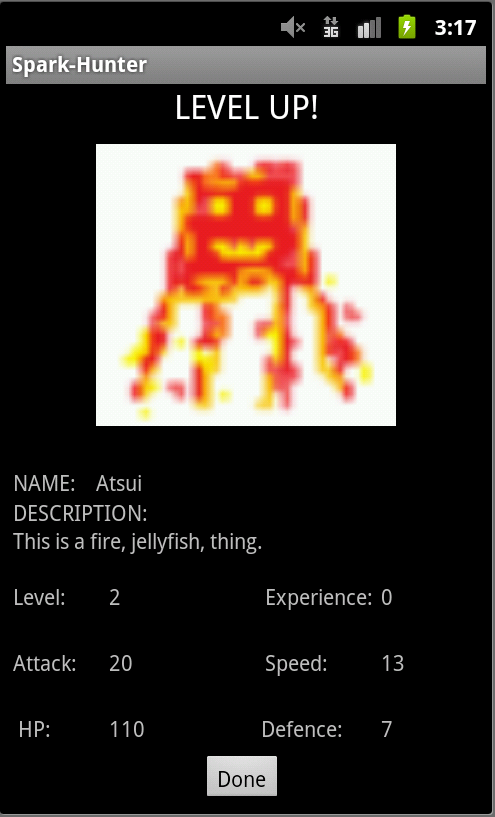 3G 3:17
Spark-Hunter
LEVEL UP!
NAME: Atsui
DESCRIPTION:
This is a fire, jellyfish, thing.
Level: 2 Experience: 0
Attack: 20 Speed: 13
HP: 110 Defence: 7
Done